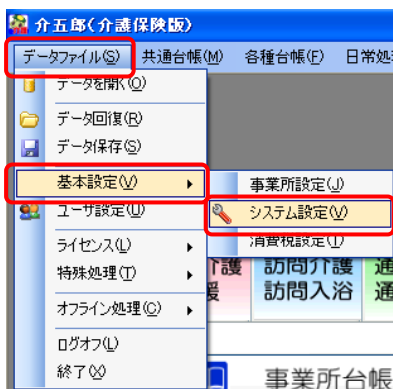 介五郎(介護保険版)
データファイル(S) 共通台帳(M) 各種台帳(F) 日常処
データを開く(O)
データ回復(R)
データ保存(S)
基本設定(V)
事業所設定(J)
ユーザ設定(U)
システム設定(V)
消費税設定(T)
ライセンス(L)
特殊処理(T)
護 訪問介護 通
援 訪問入浴 通
オフライン処理(C)
ログオフ(L)
終了(X)
事業所台帳